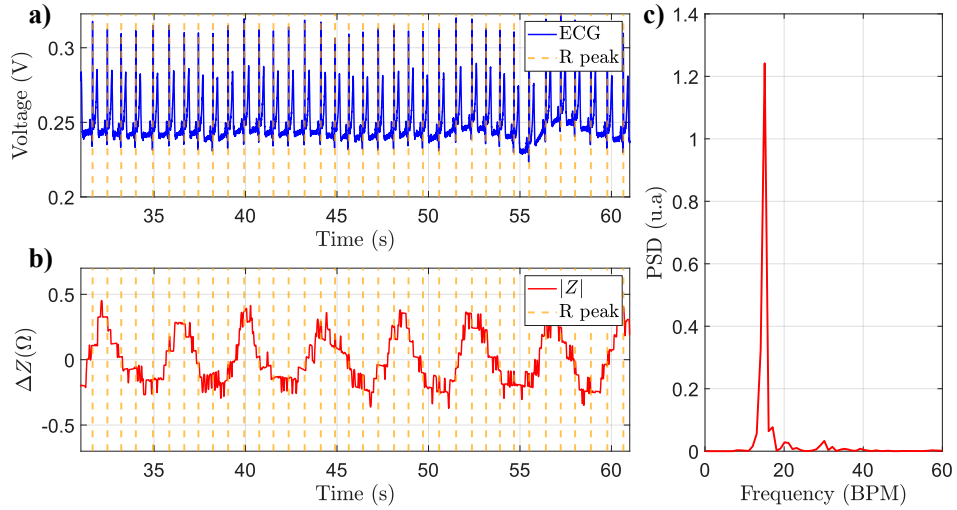 a)
0.3
0.25
0.2
Voltage (V)
ECG
R peak
35 40 45 50 55 60
Time (s)
b)
0.5
0
-0.5
ΔZ(Ω)
|Z|
R peak
35 40 45 50 55 60
Time (s)
c)
1.4
1.2
1
0.8
0.6
0.4
0.2
0
PSD (u.a)
0 20 40 60
Frequency (BPM)